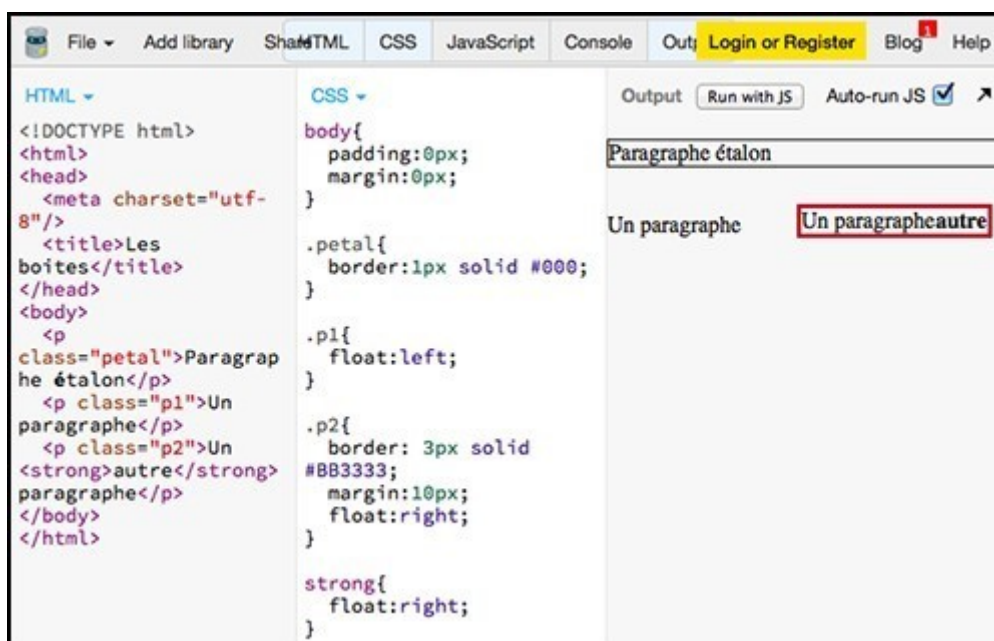 File Add library Share HTML CSS JavaScript Console Outp Login or Register Blog 1 Help
HTML
<!DOCTYPE html>
<html>
<head>
<meta charset="utf-
8"/>
<title>Les
boites</title>
</head>
<body>
<p
class="petal">Paragrap
he étalon</p>
<p class="p1">Un
paragraphe</p>
<p class="p2">Un
<strong>autre</strong>
paragraphe</p>
</body>
</html>
CSS
body{
padding:0px;
margin:0px;
}
.petal{
border:1px solid #000;
}
.p1{
float:left;
}
.p2{
border: 3px solid
#BB3333;
margin:10px;
float:right;
}
strong{
float:right;
}
Output Run with JS Auto-run JS
Paragraphe étalon
Un paragraphe Un paragrapheautre